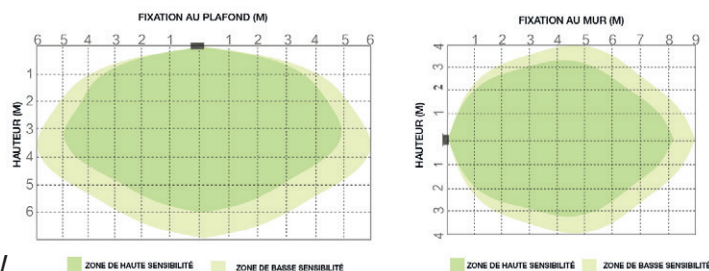 FIXATION AU PLAFOND (M)
6 5 4 3 2 1 1 2 3 4 5 6
HAUTEUR (M)
1
2
3
4
5
6
ZONE DE HAUTE SENSIBILITÉ ZONE DE BASSE SENSIBILITÉ
FIXATION AU MUR (M)
1 2 3 4 5 6 7 8 9
HAUTEUR (M)
4
3
2
1
1
2
3
4
ZONE DE HAUTE SENSIBILITÉ ZONE DE BASSE SENSIBILITÉ
/